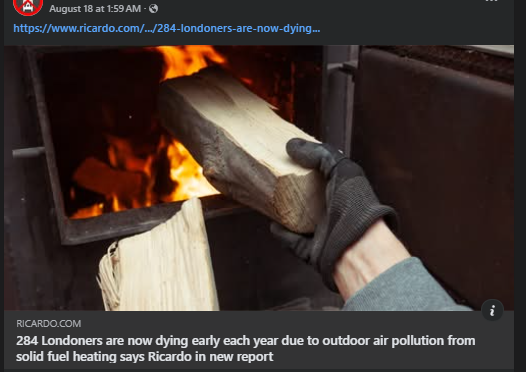 August 18 at 1:59 AM ·
https://www.ricardo.com/.../284-londoners-are-now-dying...
i
RICARDO.COM
284 Londoners are now dying early each year due to outdoor air pollution from
solid fuel heating says Ricardo in new report